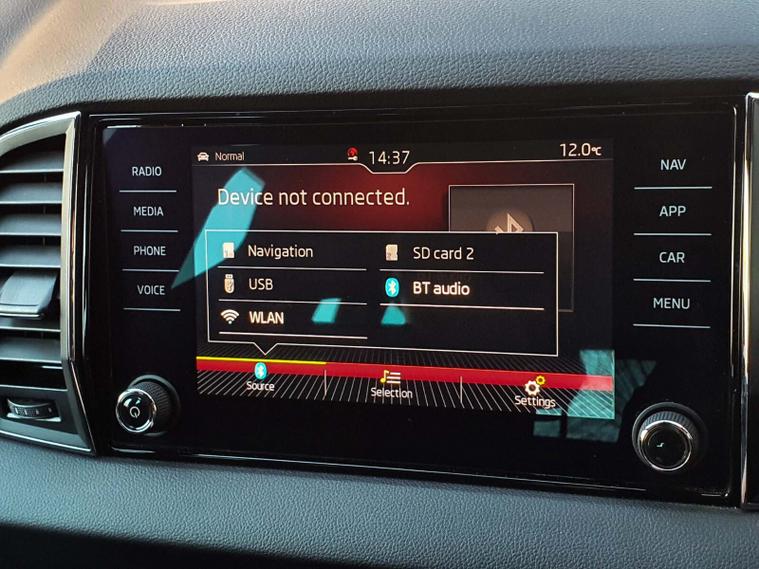 RADIO
MEDIA
PHONE
VOICE
Normal
14:37
12.0°C
Device not connected.
Navigation
SD card 2
USB
BT audio
WLAN
Source
Selection
Settings
NAV
APP
CAR
MENU